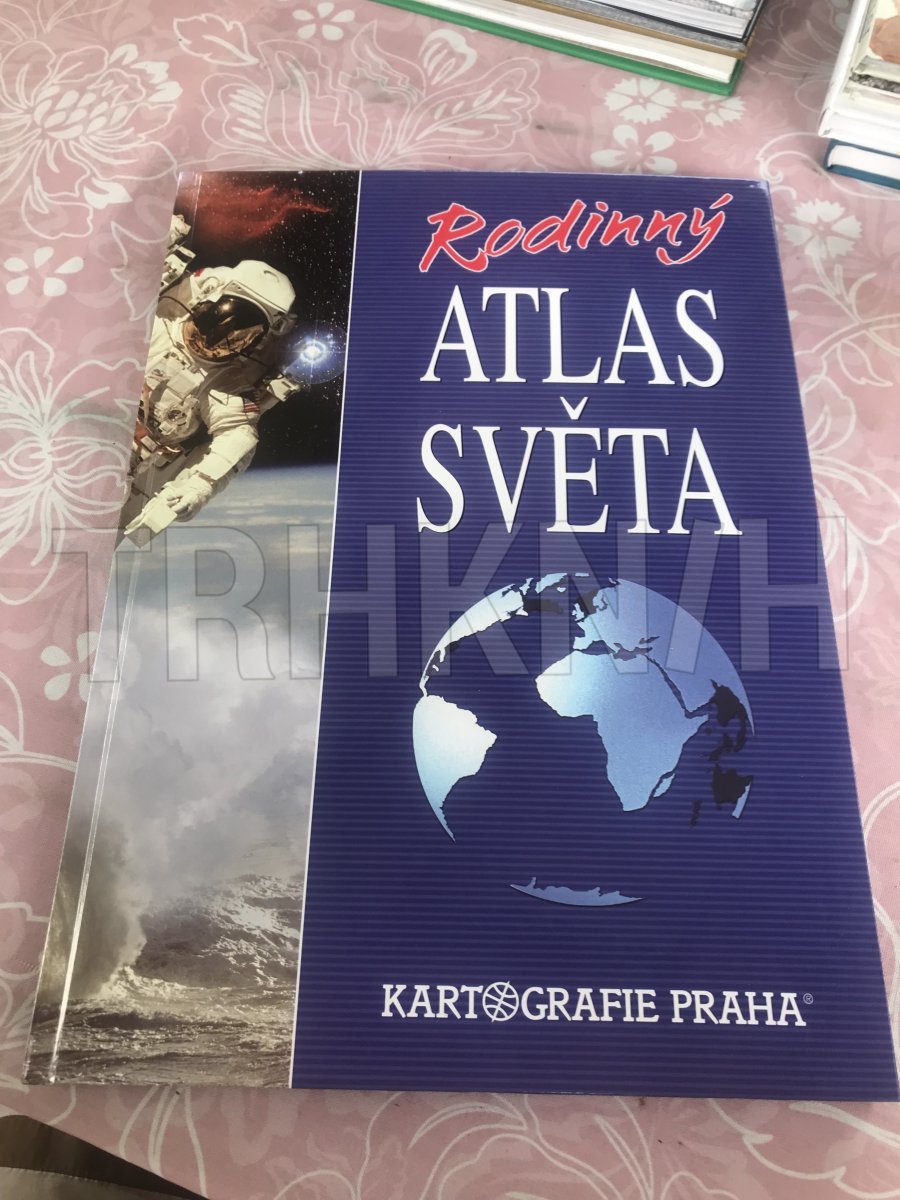 Rodinný
ATLAS
SVĚTA
TRHKNIH
KARTOGRAFIE PRAHA®